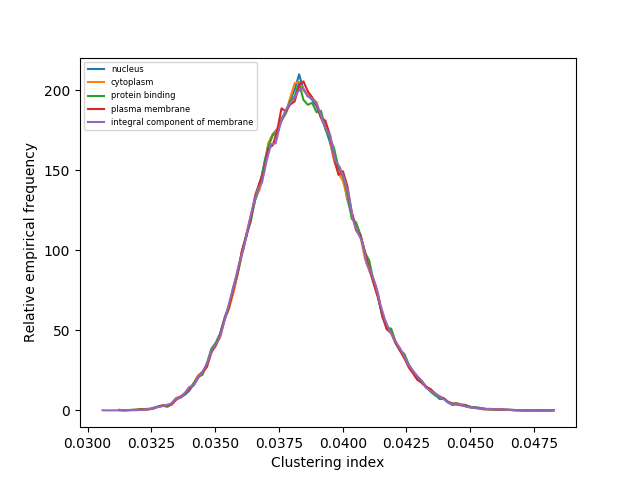 nucleus
cytoplasm
protein binding
plasma membrane
integral component of membrane
Relative empirical frequency
200
150
100
50
0
0.0300 0.0325 0.0350 0.0375 0.0400 0.0425 0.0450 0.0475
Clustering index